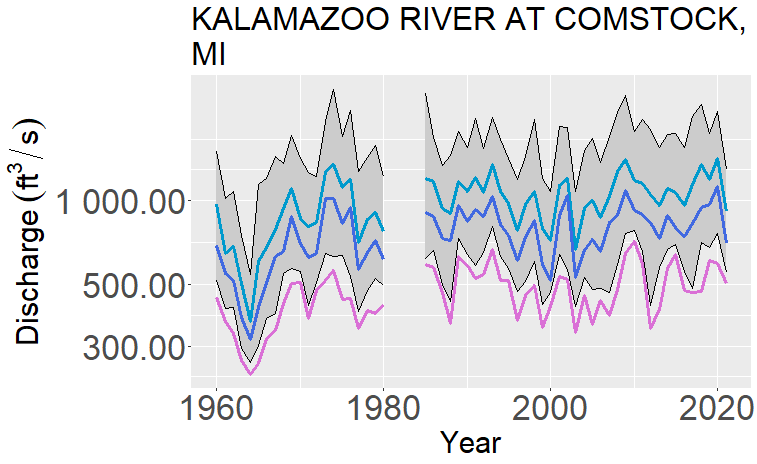 KALAMAZOO RIVER AT COMSTOCK,
MI
Discharge (ft³/s)
1 000.00
500.00
300.00
1960 1980 2000 2020
Year